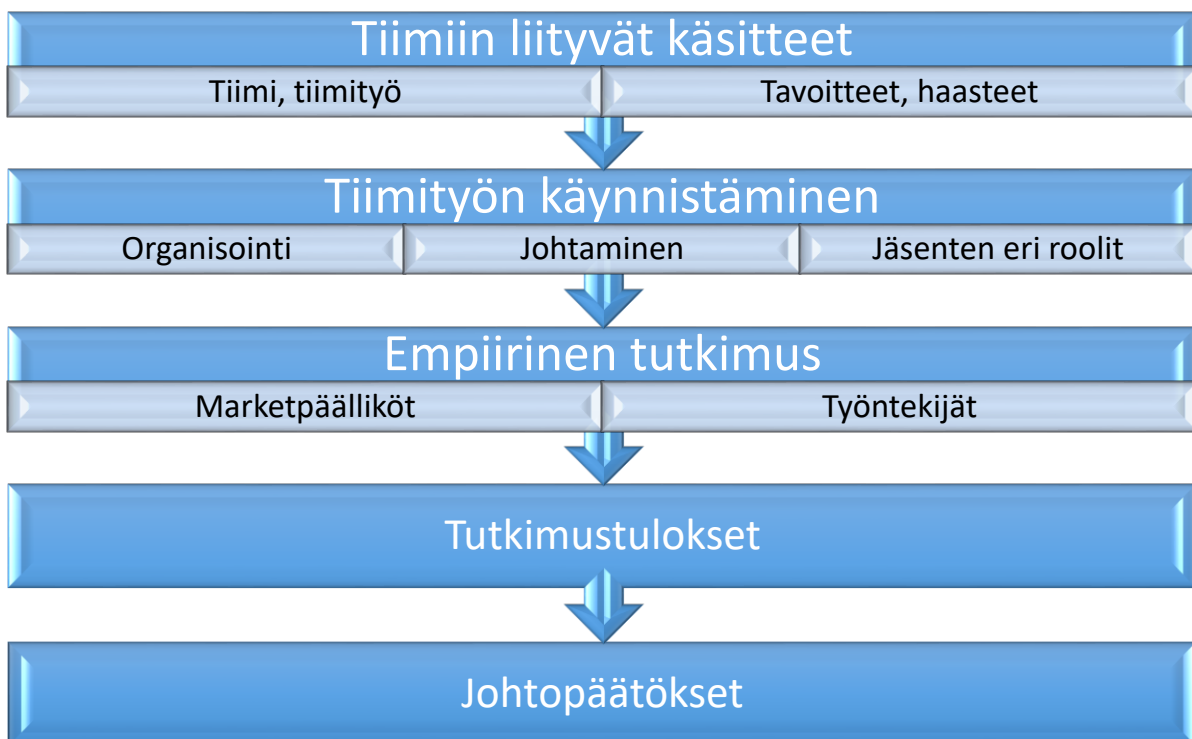 Tiimiin liityvät käsitteet
Tiimi, tiimityö
Tavoitteet, haasteet
Tiimityön käynnistäminen
Organisointi
Johtaminen
Jäsenten eri roolit
Empiirinen tutkimus
Marketpäälliköt
Työntekijät
Tutkimustulokset
Johtopäätökset